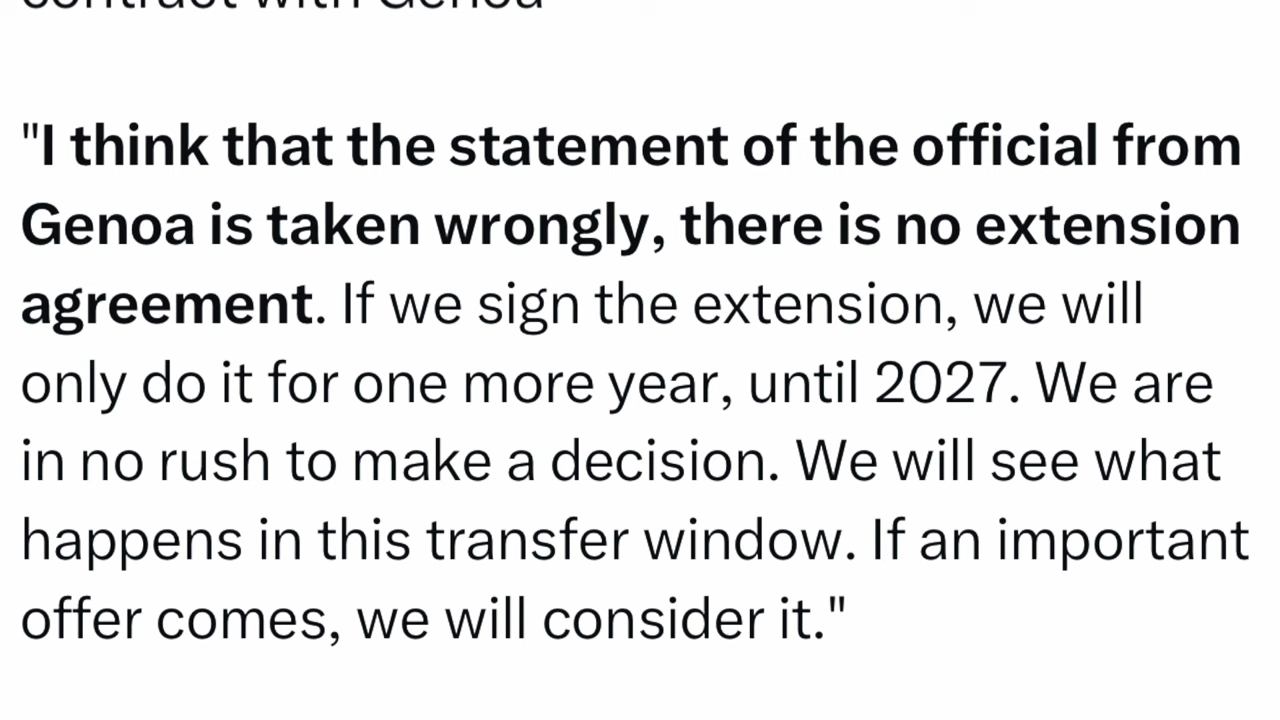 contract with Genoa
"I think that the statement of the official from
Genoa is taken wrongly, there is no extension
agreement. If we sign the extension, we will
only do it for one more year, until 2027. We are
in no rush to make a decision. We will see what
happens in this transfer window. If an important
offer comes, we will consider it."